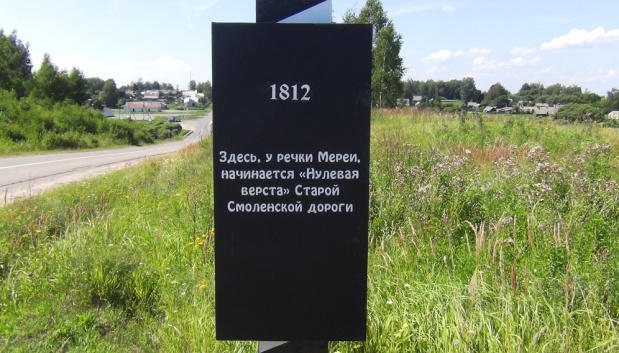 1812
Здесь, у речки Мереи,
начинается «Нулевая
верста» Старой
Смоленской дороги